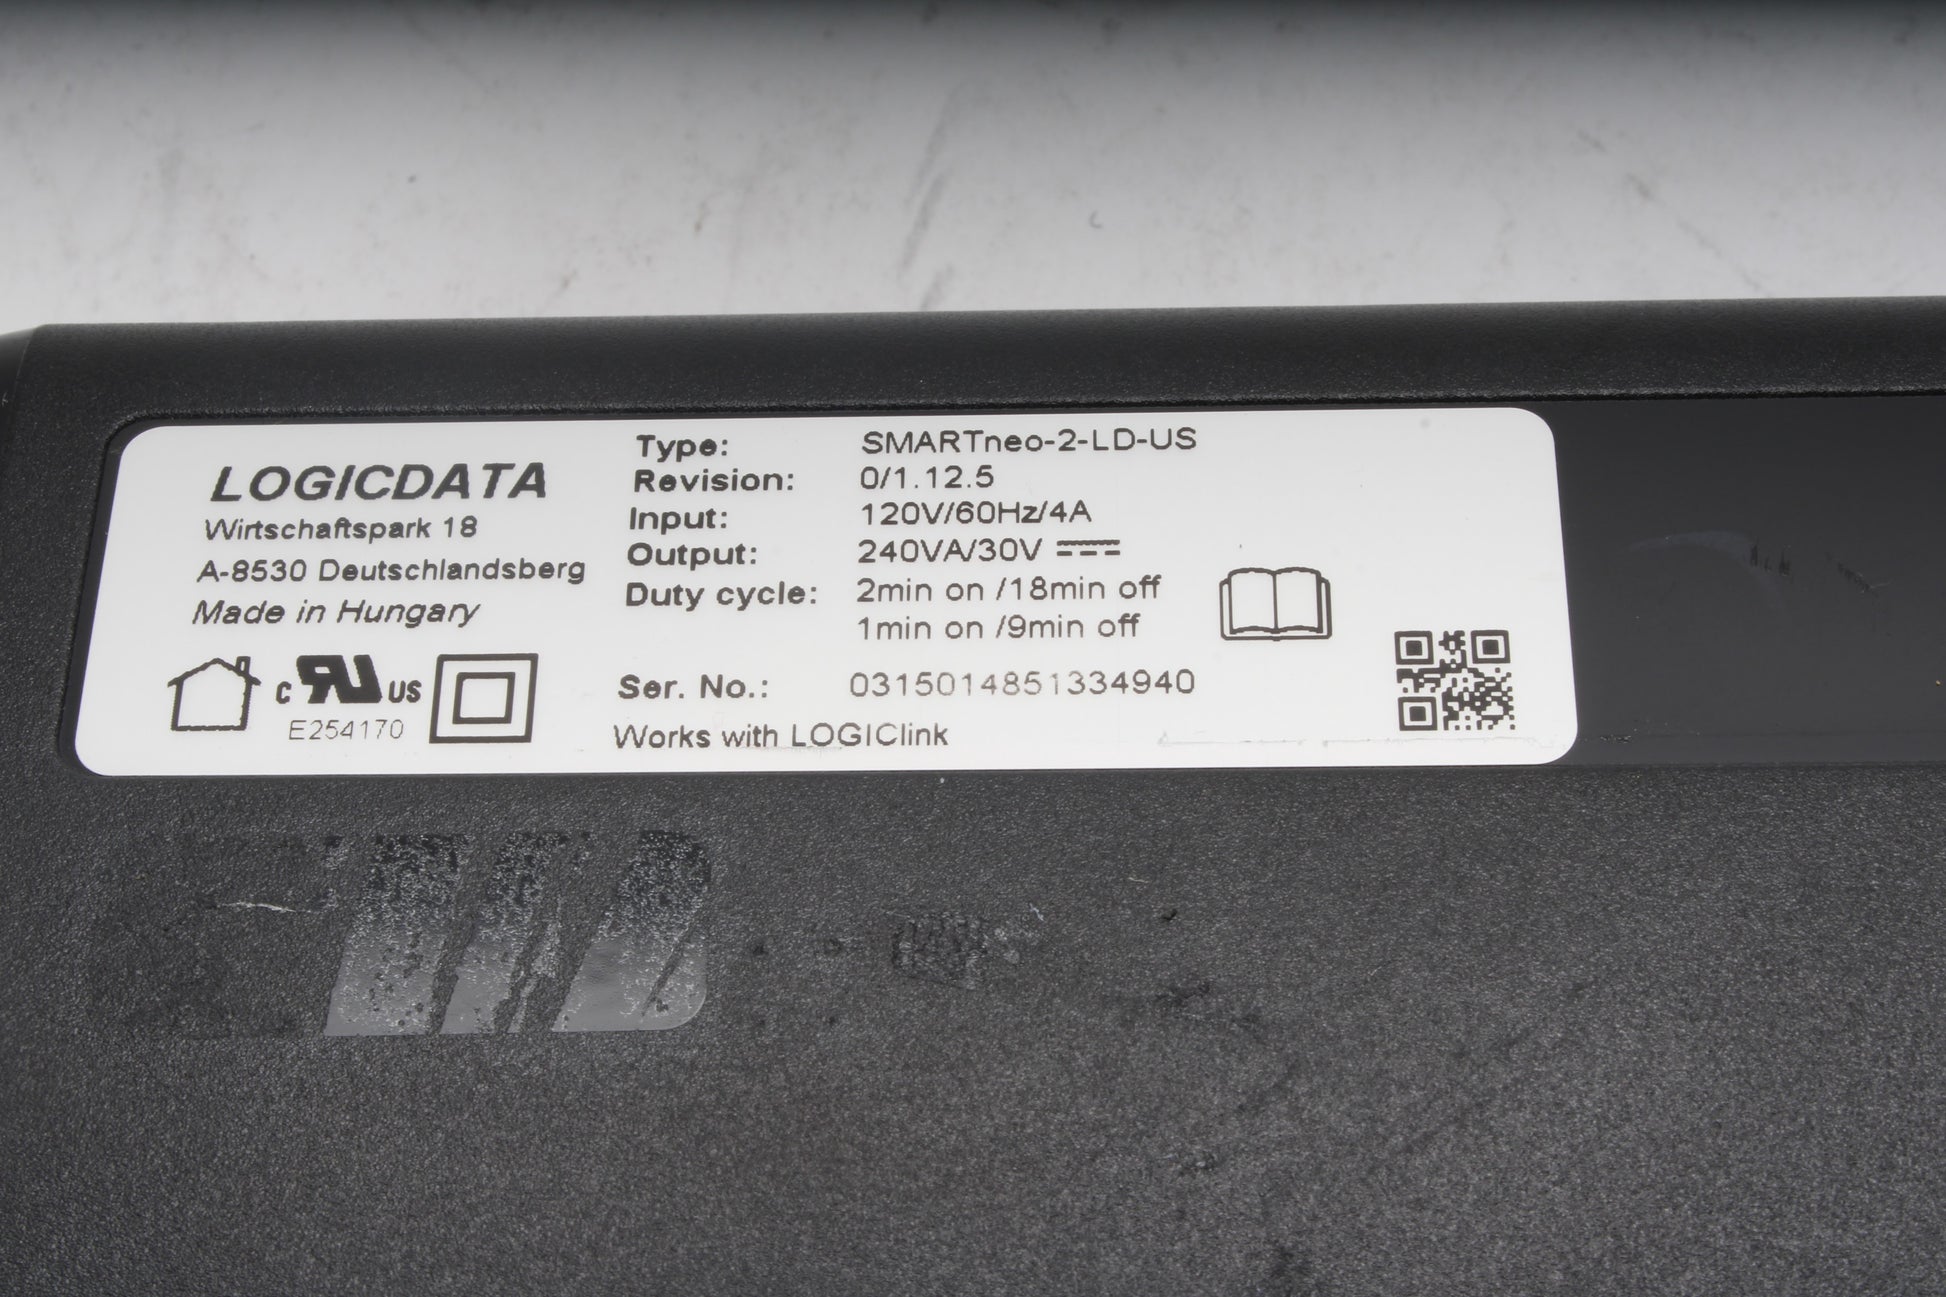 LOGICDATA
Wirtschaftspark 18
A-8530 Deutschlandsberg
Made in Hungary
c RU US
E254170
Type: SMARTneo-2-LD-US
Revision: 0/1.12.5
Input: 120V/60Hz/4A
Output: 240VA/30V
Duty cycle: 2min on /18min off
1min on /9min off
Ser. No.: 0315014851334940
Works with LOGIClink